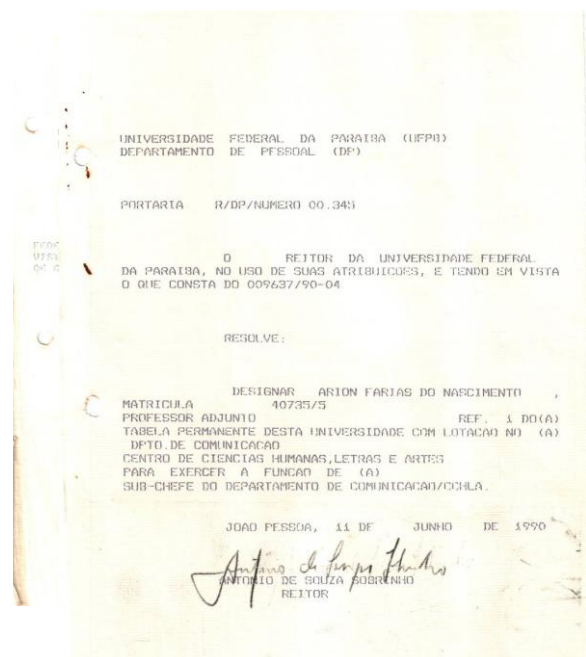 UNIVERSIDADE FEDERAL DA PARAIBA (UFPB)
DEPARTAMENTO DE PESSOAL (DP)
PORTARIA R/DP/NUMERO 00.345
O REITOR DA UNIVERSIDADE FEDERAL
DA PARAIBA, NO USO DE SUAS ATRIBUICOES, E TENDO EM VISTA
O QUE CONSTA DO 009637/90-04
RESOLVE:
DESIGNAR ARION FARIAS DO NASCIMENTO ,
MATRICULA 40735/5
PROFESSOR ADJUNTO REF. 1 DO(A)
TABELA PERMANENTE DESTA UNIVERSIDADE COM LOTACAO NO (A)
DPTO.DE COMUNICACAO
CENTRO DE CIENCIAS HUMANAS,LETRAS E ARTES
PARA EXERCER A FUNCAO DE (A)
SUB-CHEFE DO DEPARTAMENTO DE COMUNICACAO/CCHLA.
JOAO PESSOA, 11 DE JUNHO DE 1990
ANTONIO DE SOUZA SOBRINHO
REITOR